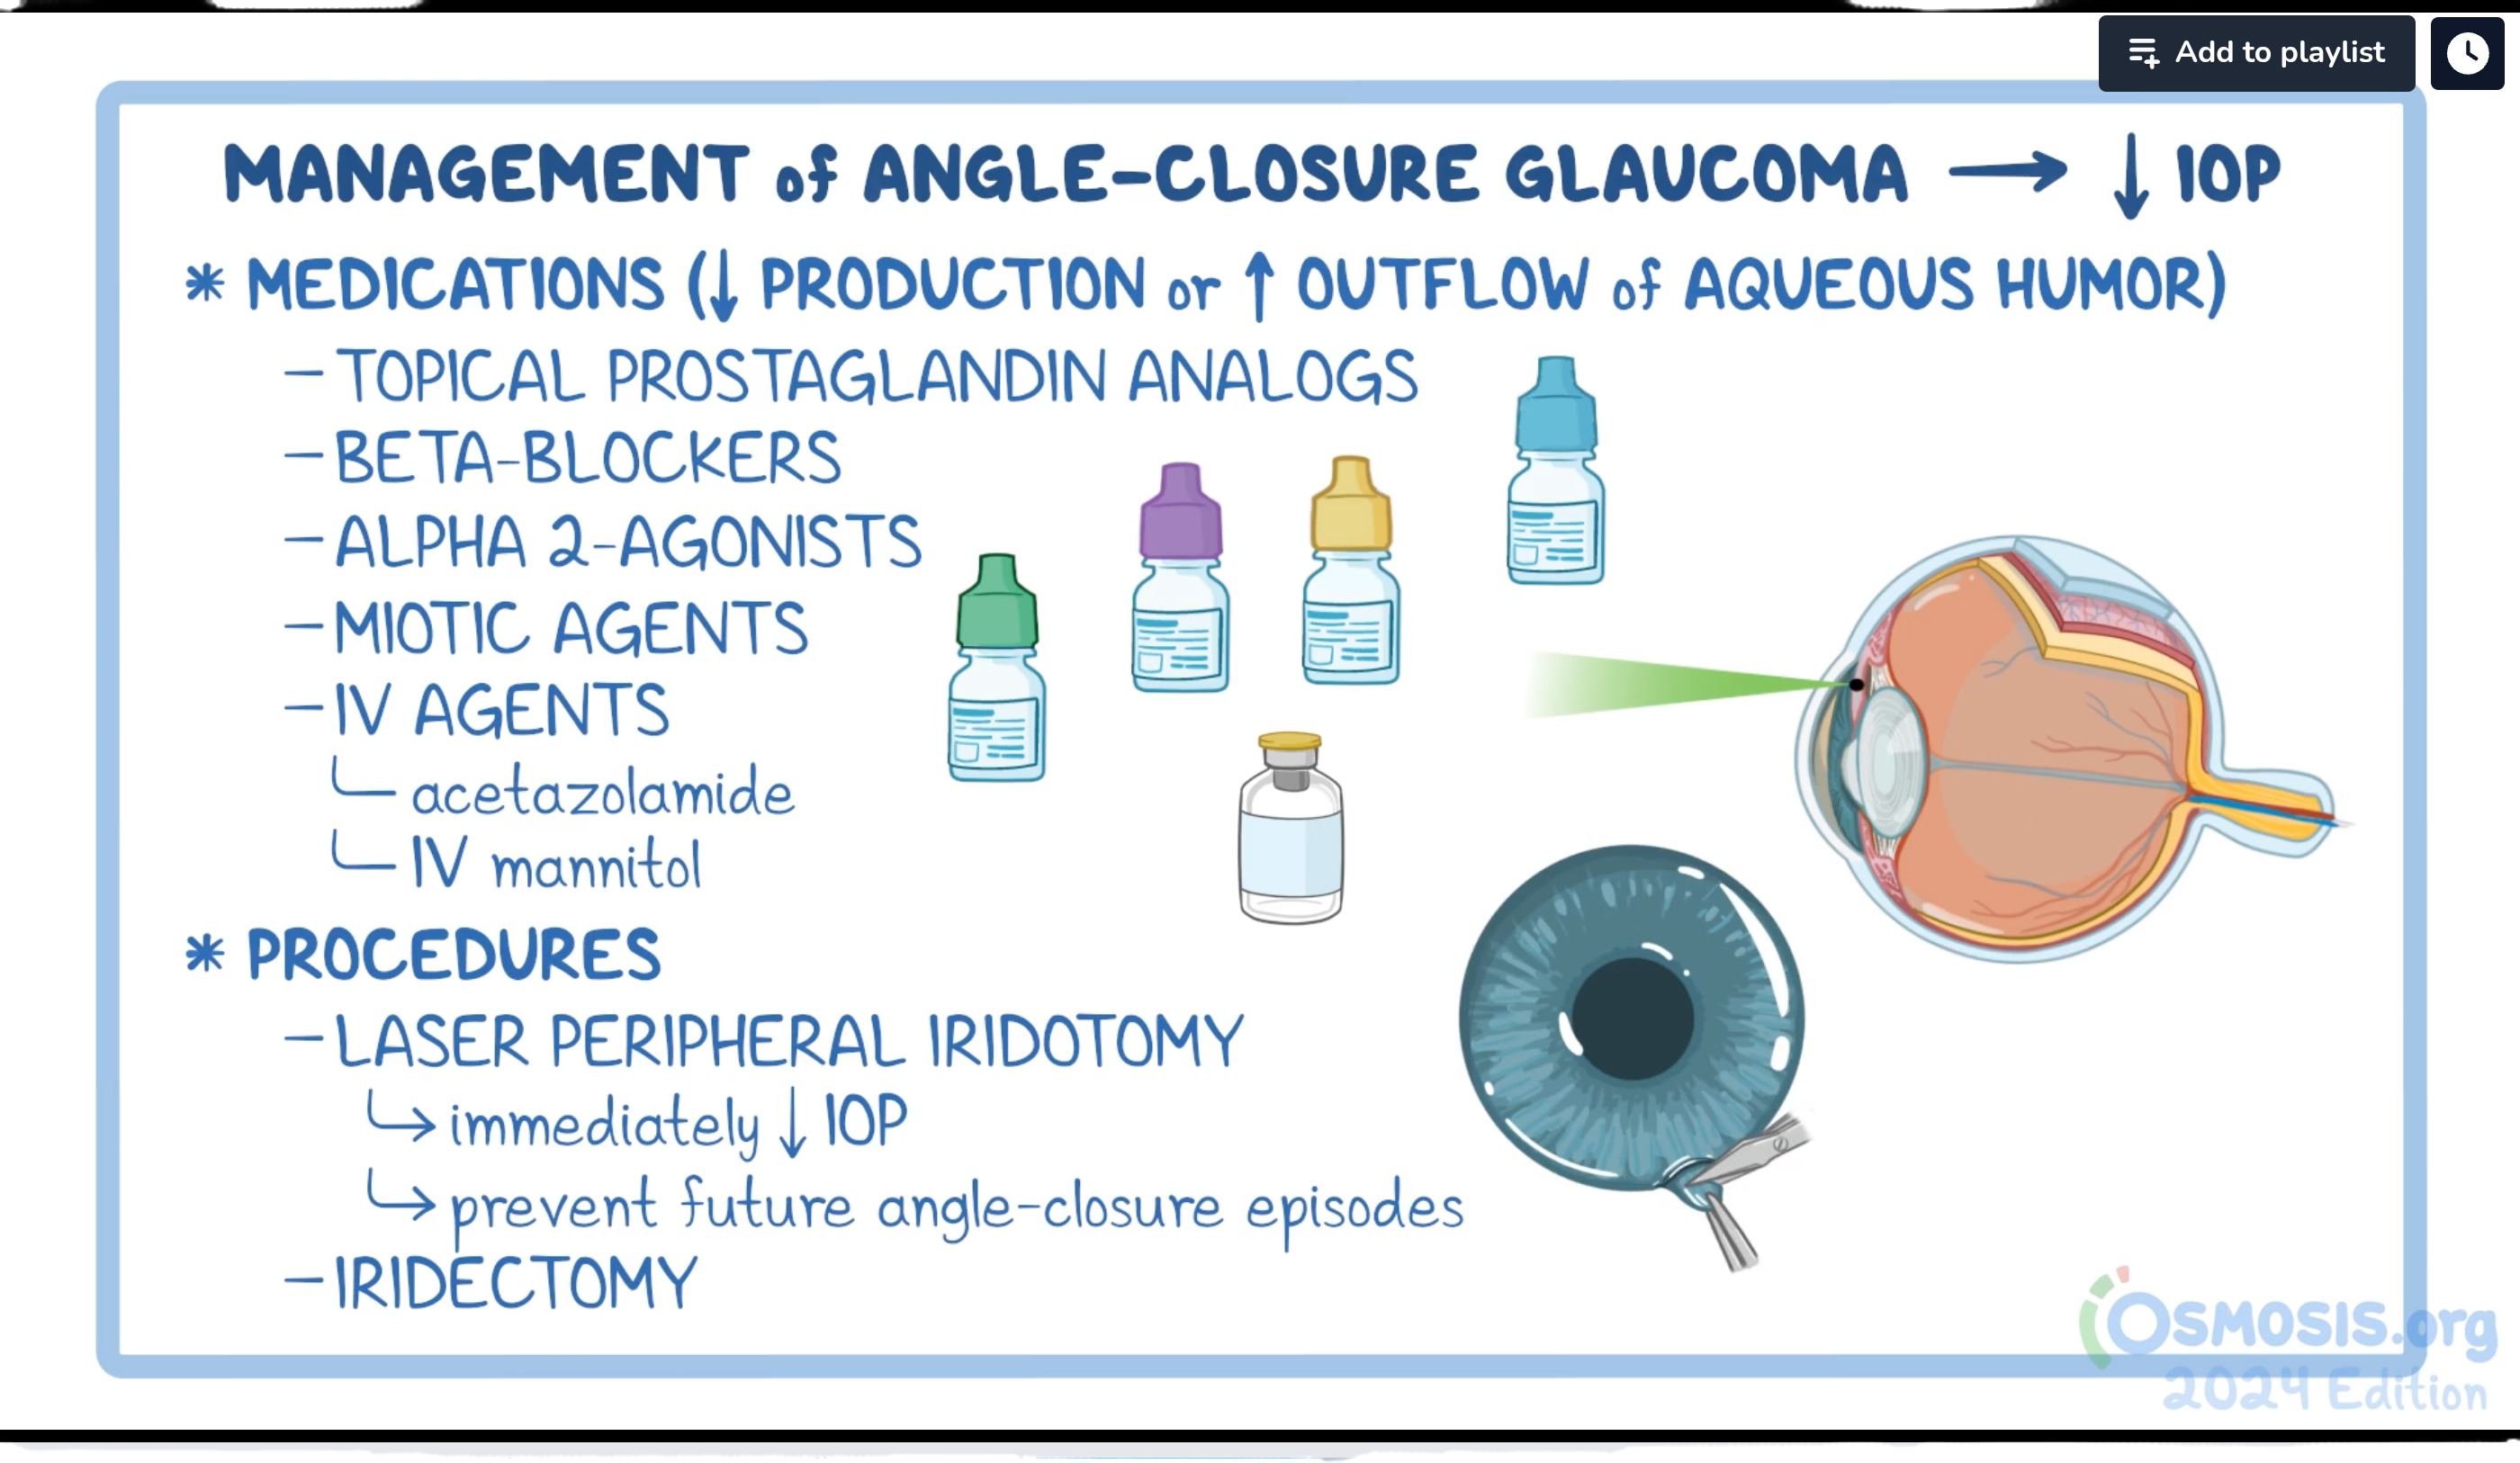 Add to playlist
MANAGEMENT of ANGLE-CLOSURE GLAUCOMA → ↓ IOP
* MEDICATIONS (↓ PRODUCTION or ↑ OUTFLOW of AQUEOUS HUMOR)
– TOPICAL PROSTAGLANDIN ANALOGS
– BETA-BLOCKERS
– ALPHA 2-AGONISTS
– MIOTIC AGENTS
– IV AGENTS
acetazolamide
IV mannitol
* PROCEDURES
– LASER PERIPHERAL IRIDOTOMY
↳ immediately ↓ IOP
↳ prevent future angle-closure episodes
– IRIDECTOMY
OSMOSIS.org
2024 Edition